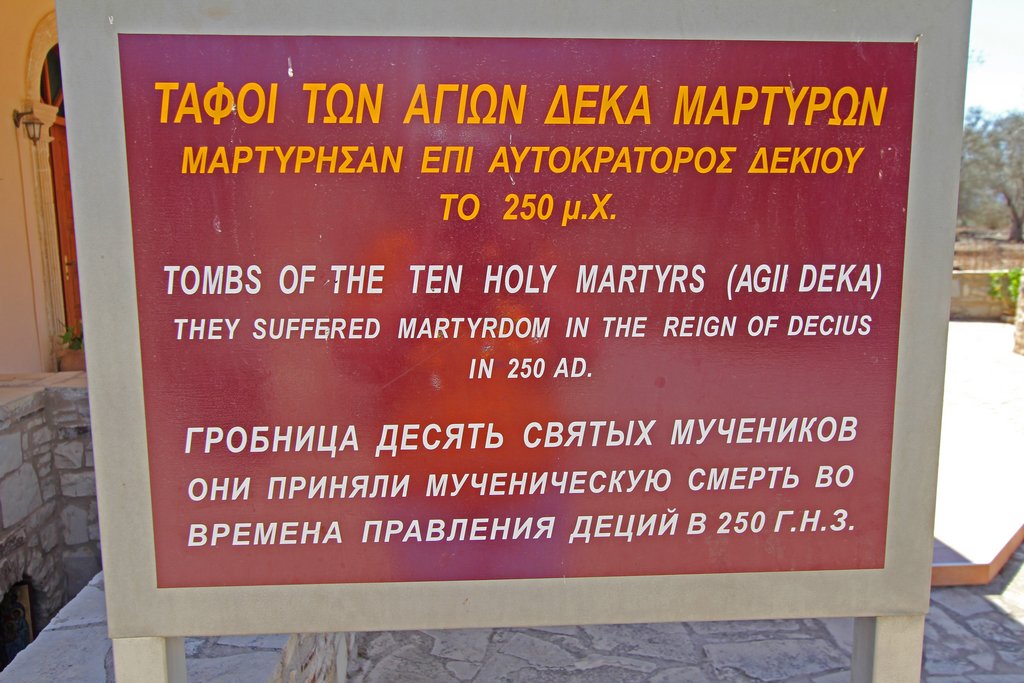 ΤΑΦΟΙ ΤΩΝ ΑΓΙΩΝ ΔΕΚΑ ΜΑΡΤΥΡΩΝ
ΜΑΡΤΥΡΗΣΑΝ ΕΠΙ ΑΥΤΟΚΡΑΤΟΡΟΣ ΔΕΚΙΟΥ
ΤΟ 250 μ.Χ.
TOMBS OF THE TEN HOLY MARTYRS (AGII DEKA)
THEY SUFFERED MARTYRDOM IN THE REIGN OF DECIUS
IN 250 AD.
ГРОБНИЦА ДЕСЯТЬ СВЯТЫХ МУЧЕНИКОВ
ОНИ ПРИНЯЛИ МУЧЕНИЧЕСКУЮ СМЕРТЬ ВО
ВРЕМЕНА ПРАВЛЕНИЯ ДЕЦИЙ В 250 Г.Н.З.